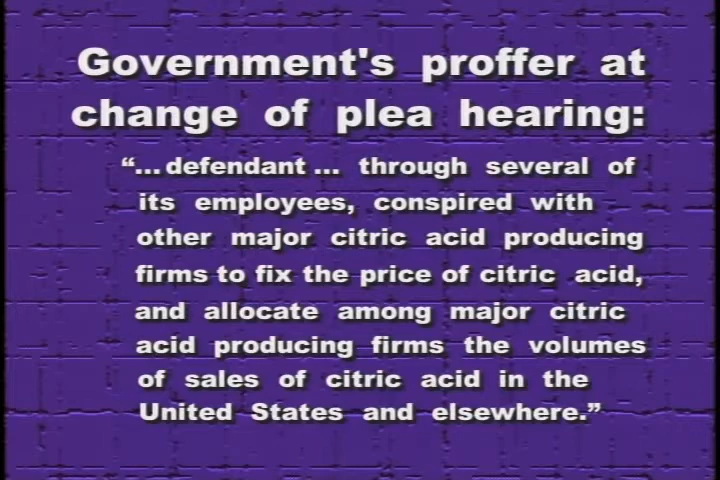 Government's proffer at
change of plea hearing:
“... defendant ... through several of
its employees, conspired with
other major citric acid producing
firms to fix the price of citric acid,
and allocate among major citric
acid producing firms the volumes
of sales of citric acid in the
United States and elsewhere.”